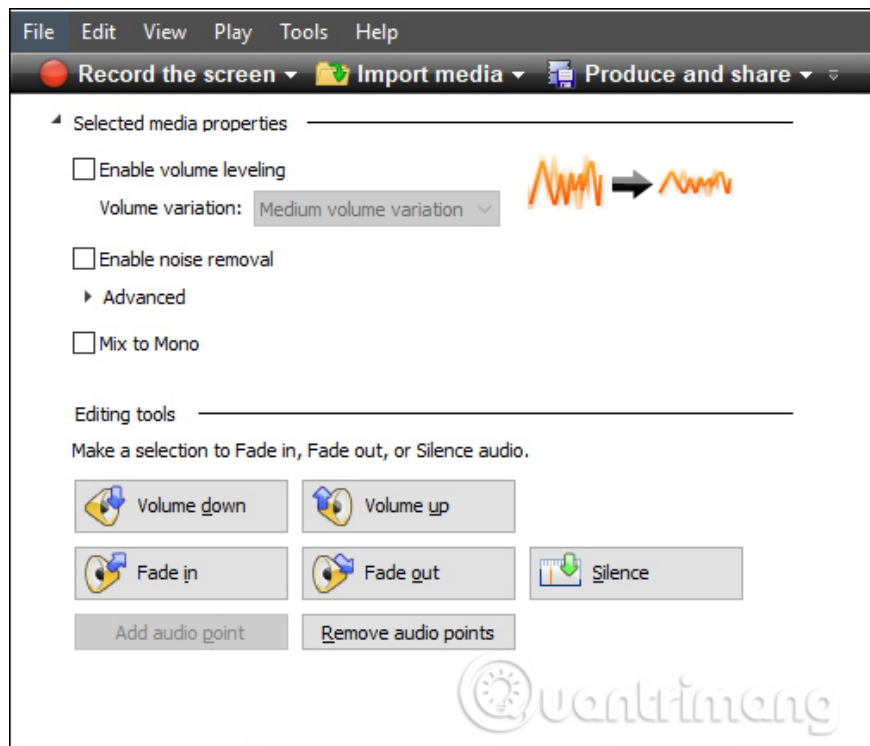 File Edit View Play Tools Help
Record the screen Import media Produce and share
Selected media properties
Enable volume leveling
Volume variation: Medium volume variation
Enable noise removal
Advanced
Mix to Mono
Editing tools
Make a selection to Fade in, Fade out, or Silence audio.
Volume down Volume up
Fade in Fade out Silence
Add audio point Remove audio points
Quantrimang